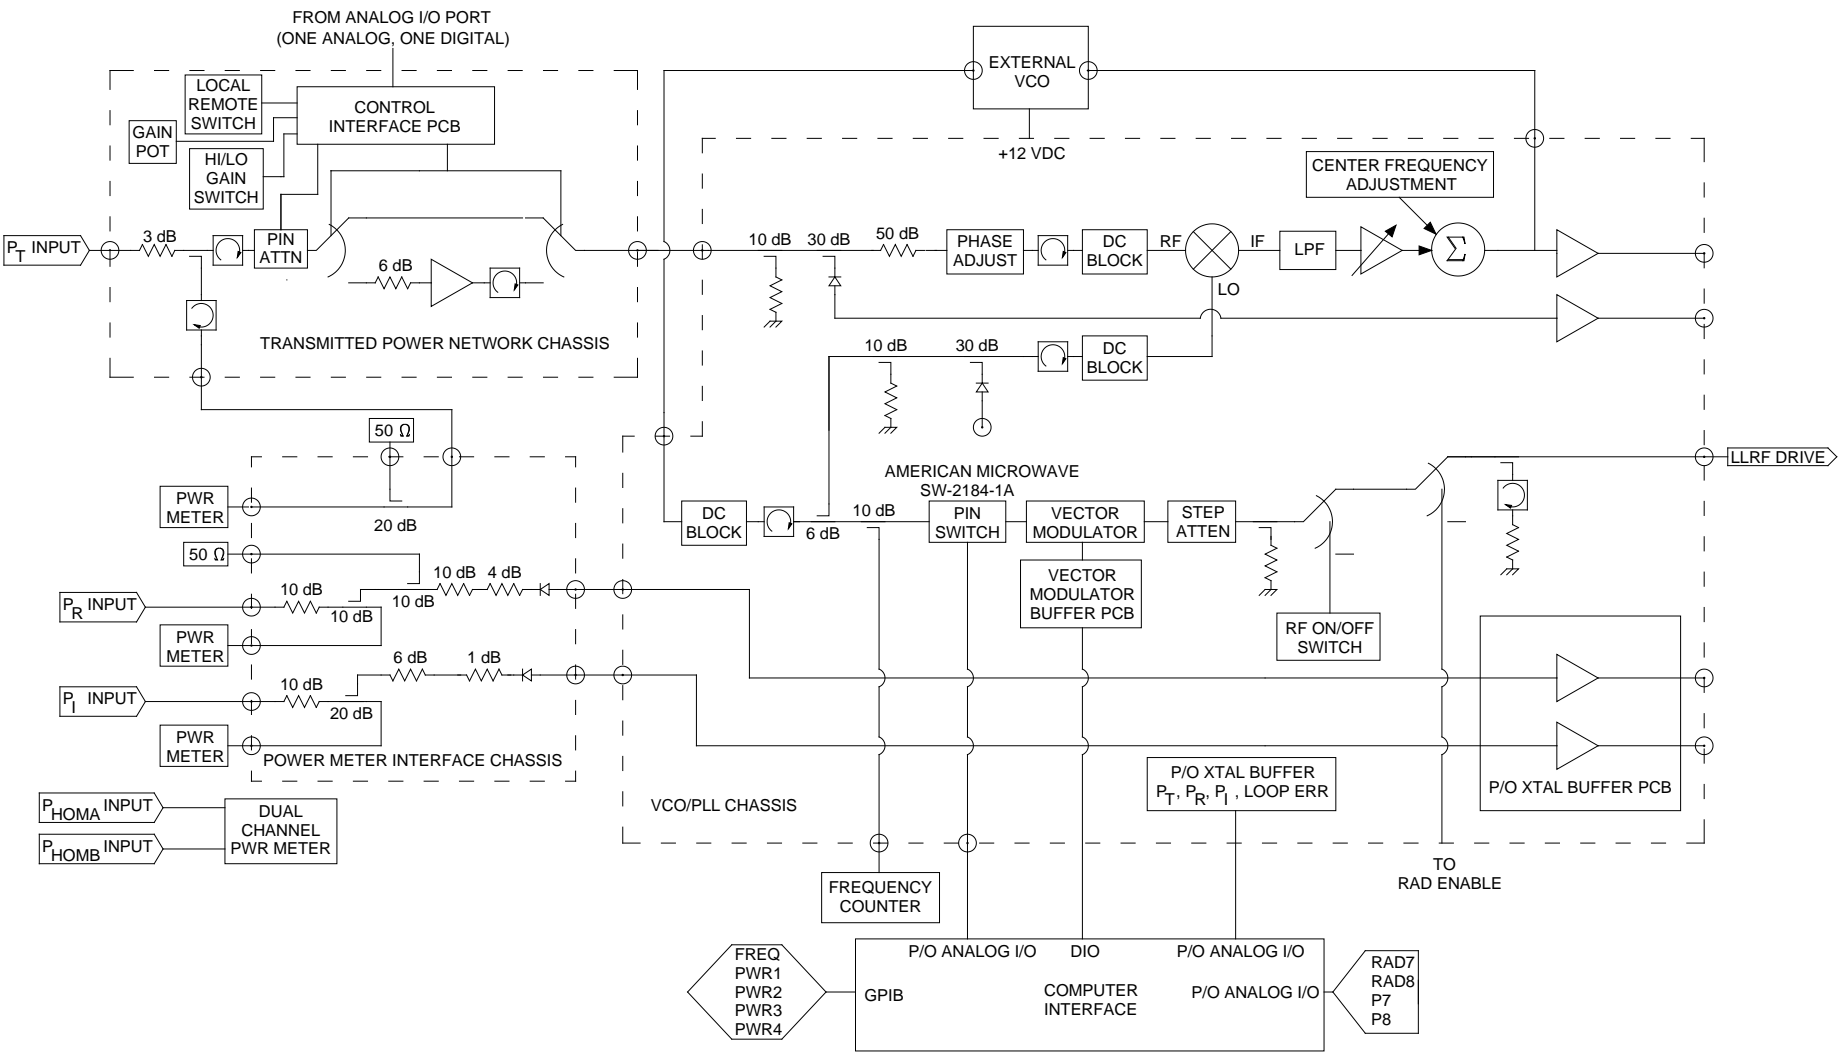 FROM ANALOG I/O PORT
(ONE ANALOG, ONE DIGITAL)
LOCAL
REMOTE
SWITCH
CONTROL
INTERFACE PCB
GAIN
POT
HI/LO
GAIN
SWITCH
EXTERNAL
VCO
+12 VDC
CENTER FREQUENCY
ADJUSTMENT
PT INPUT
3 dB
PIN
ATTN
6 dB
TRANSMITTED POWER NETWORK CHASSIS
10 dB
30 dB
50 dB
PHASE
ADJUST
DC
BLOCK
RF
IF
LO
LPF
Σ
10 dB
30 dB
DC
BLOCK
50 Ω
PWR
METER
20 dB
50 Ω
10 dB
4 dB
10 dB
PR INPUT
10 dB
10 dB
PWR
METER
6 dB
1 dB
PI INPUT
10 dB
20 dB
PWR
METER
POWER METER INTERFACE CHASSIS
PHOMA INPUT
PHOMB INPUT
DUAL
CHANNEL
PWR METER
AMERICAN MICROWAVE
SW-2184-1A
DC
BLOCK
6 dB
10 dB
PIN
SWITCH
VECTOR
MODULATOR
STEP
ATTEN
VECTOR
MODULATOR
BUFFER PCB
RF ON/OFF
SWITCH
LLRF DRIVE
P/O XTAL BUFFER
PT, PR, PI , LOOP ERR
P/O XTAL BUFFER PCB
VCO/PLL CHASSIS
TO
RAD ENABLE
FREQUENCY
COUNTER
FREQ
PWR1
PWR2
PWR3
PWR4
P/O ANALOG I/O
DIO
P/O ANALOG I/O
GPIB
COMPUTER
INTERFACE
P/O ANALOG I/O
RAD7
RAD8
P7
P8